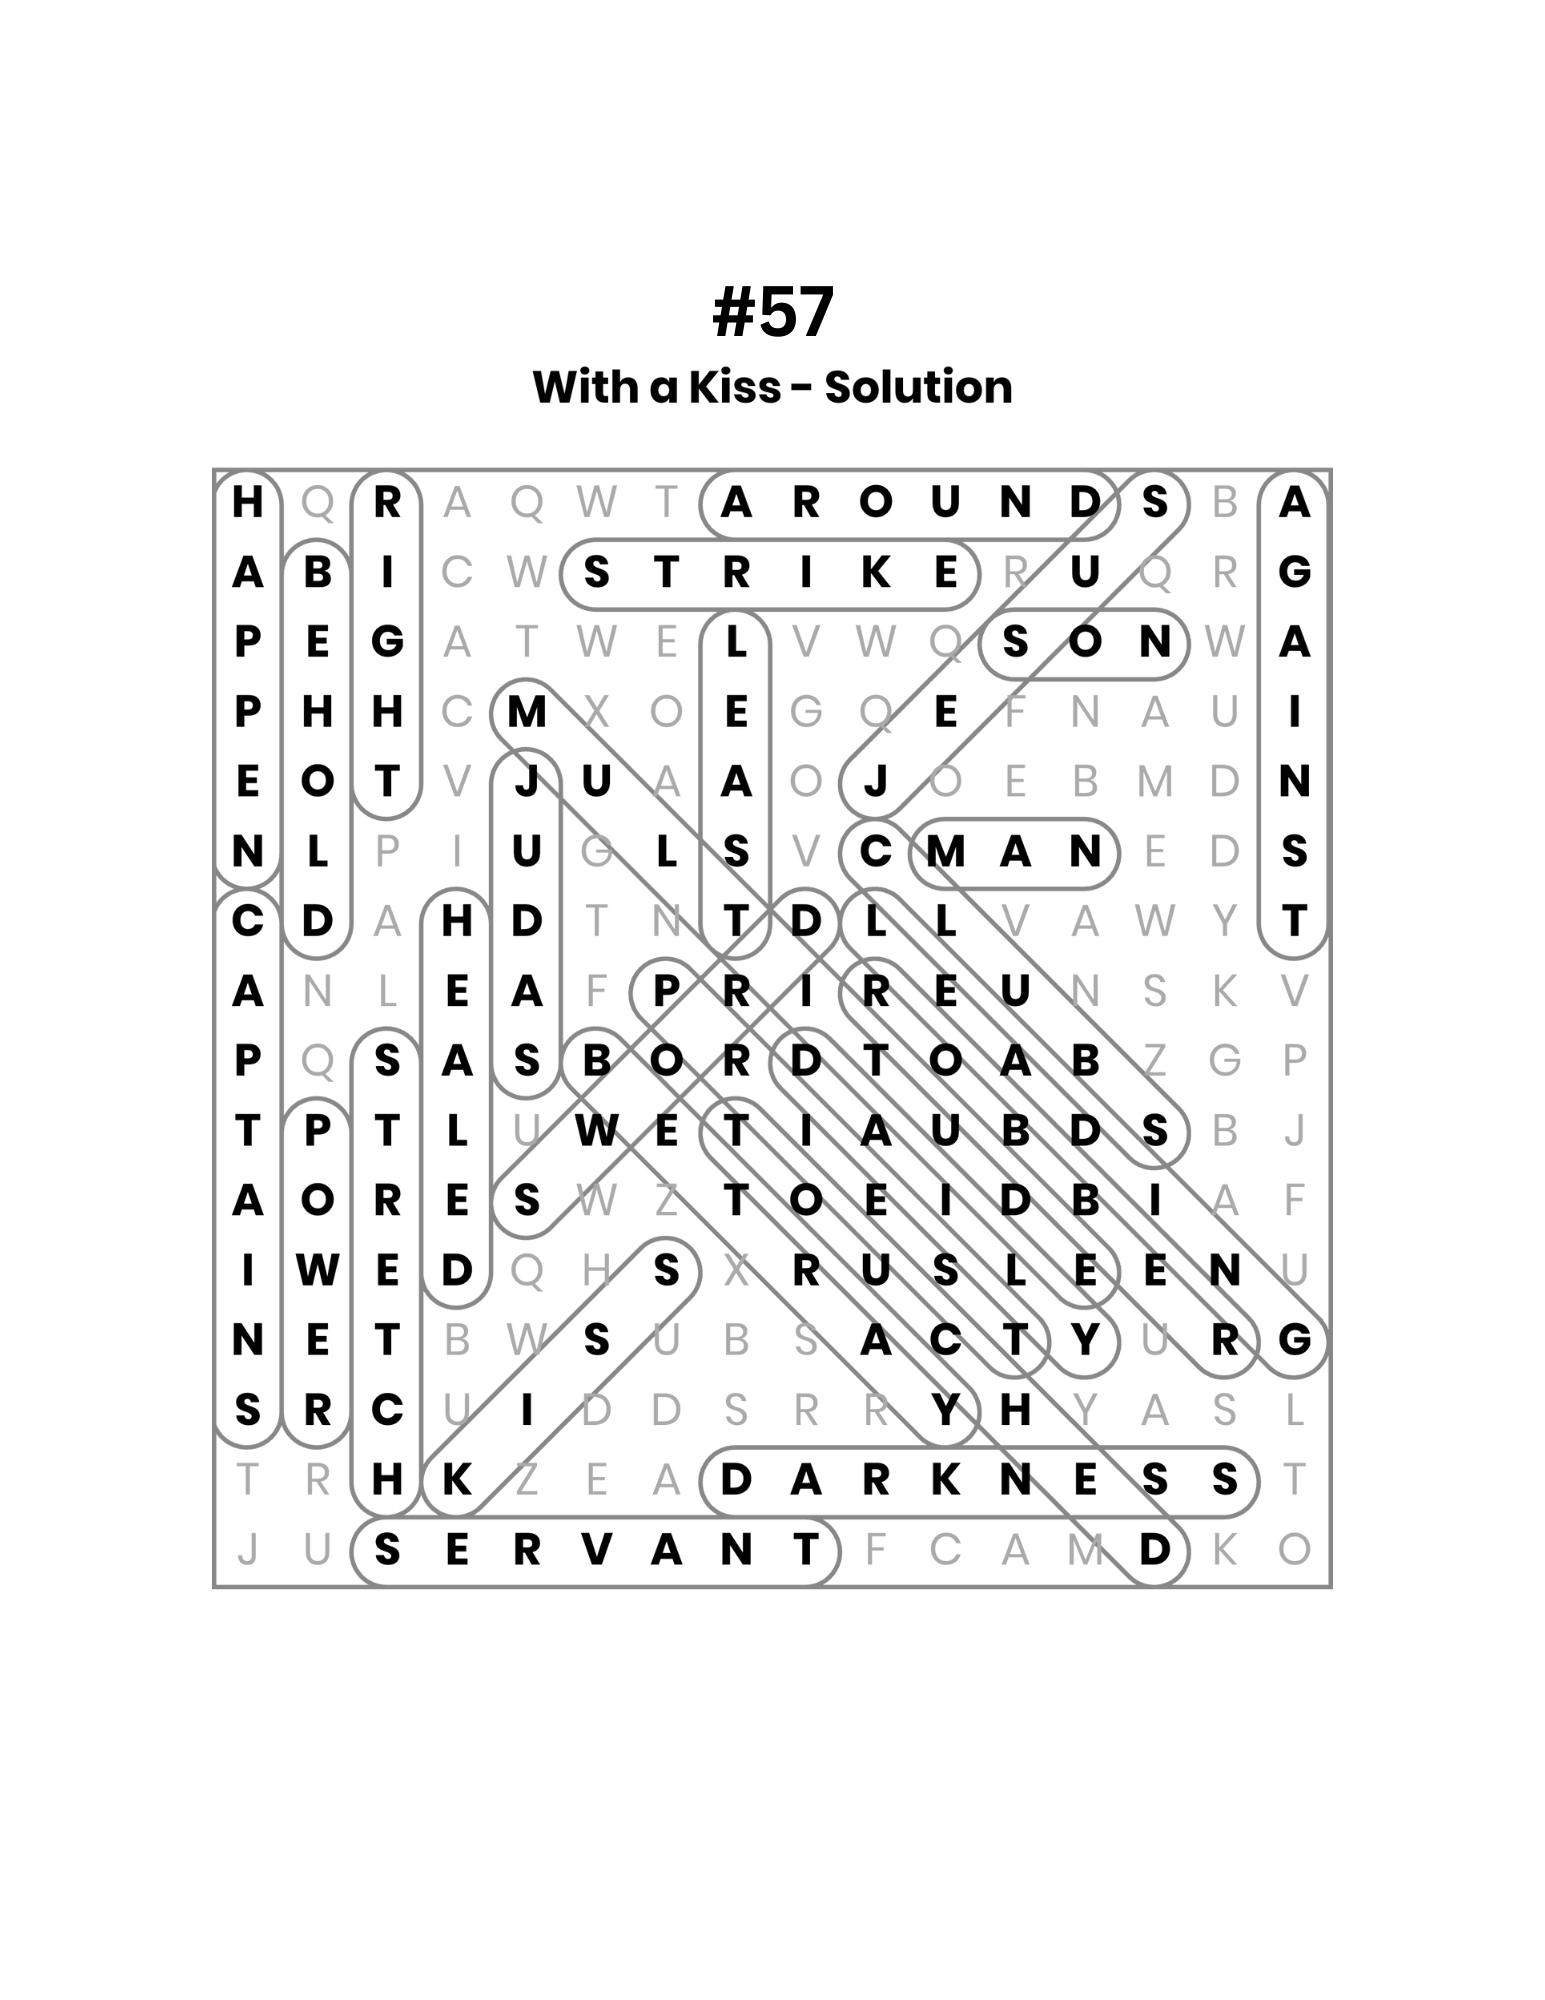 #57
With a Kiss - Solution
H Q R A Q W T A R O U N D S B A
A B I C W S T R I K E R U Q R G
P E G A T W E L V W Q S O N W A
P H H C M X O E G Q E F N A U I
E O T V J U A A O J O E B M D N
N L P I U G L S V C M A N E D S
C D A H D T N T D L L V A W Y T
A N L E A F P R I R E U N S K V
P Q S A S B O R D T O A B Z G P
T P T L U W E T I A U B D S B J
A O R E S W Z T O E I D B I A F
I W E D Q H S X R U S L E E N U
N E T B W S U B S A C T Y U R G
S R C U I D D S R R Y H Y A S L
T R H K Z E A D A R K N E S S T
J U S E R V A N T F C A M D K O